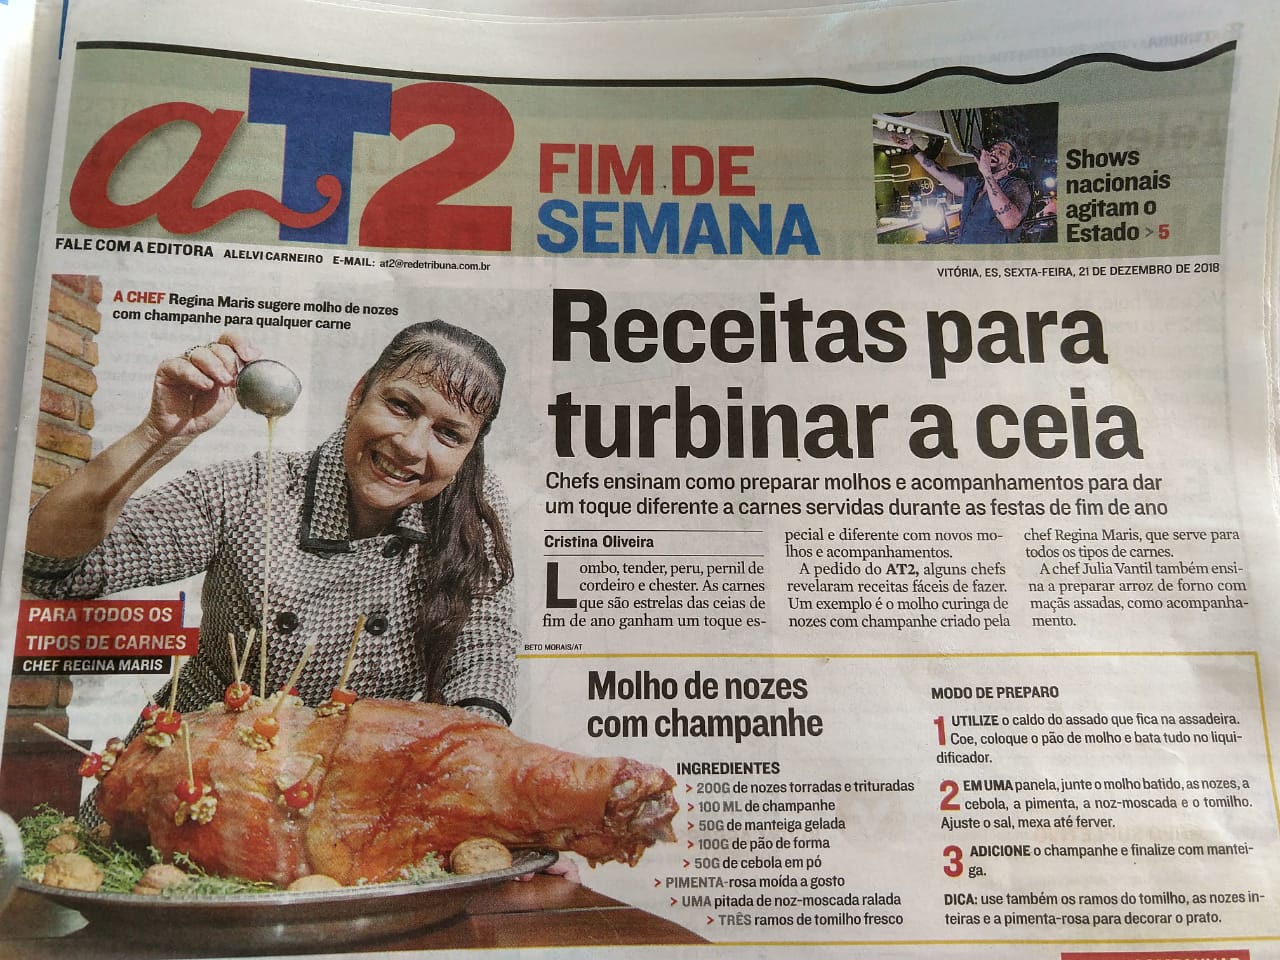 aT2
FIM DE
SEMANA
Shows
nacionais
agitam o
Estado > 5
FALE COM A EDITORA ALELVI CARNEIRO E-MAIL: at2@redetribuna.com.br
VITÓRIA, ES, SEXTA-FEIRA, 21 DE DEZEMBRO DE 2018
A CHEF Regina Maris sugere molho de nozes
com champanhe para qualquer carne
Receitas para
turbinar a ceia
Chefs ensinam como preparar molhos e acompanhamentos para dar
um toque diferente a carnes servidas durante as festas de fim de ano
Cristina Oliveira
Lombo, tender, peru, pernil de
cordeiro e chester. As carnes
que são estrelas das ceias de
fim de ano ganham um toque es-
pecial e diferente com novos mo-
lhos e acompanhamentos.
A pedido do AT2, alguns chefs
revelaram receitas fáceis de fazer.
Um exemplo é o molho curinga de
nozes com champanhe criado pela
chef Regina Maris, que serve para
todos os tipos de carnes.
A chef Julia Vantil também ensi-
na a preparar arroz de forno com
maçãs assadas, como acompanha-
mento.
PARA TODOS OS
TIPOS DE CARNES
CHEF REGINA MARIS
BETO MORAIS/AT
Molho de nozes
com champanhe
INGREDIENTES
> 200G de nozes torradas e trituradas
> 100 ML de champanhe
> 50G de manteiga gelada
> 100G de pão de forma
> 50G de cebola em pó
> PIMENTA-rosa moída a gosto
> UMA pitada de noz-moscada ralada
> TRÊS ramos de tomilho fresco
MODO DE PREPARO
1 UTILIZE o caldo do assado que fica na assadeira.
Coe, coloque o pão de molho e bata tudo no liqui-
dificador.
2 EM UMA panela, junte o molho batido, as nozes, a
cebola, a pimenta, a noz-moscada e o tomilho.
Ajuste o sal, mexa até ferver.
3 ADICIONE o champanhe e finalize com mantei-
ga.
DICA: use também os ramos do tomilho, as nozes in-
teiras e a pimenta-rosa para decorar o prato.